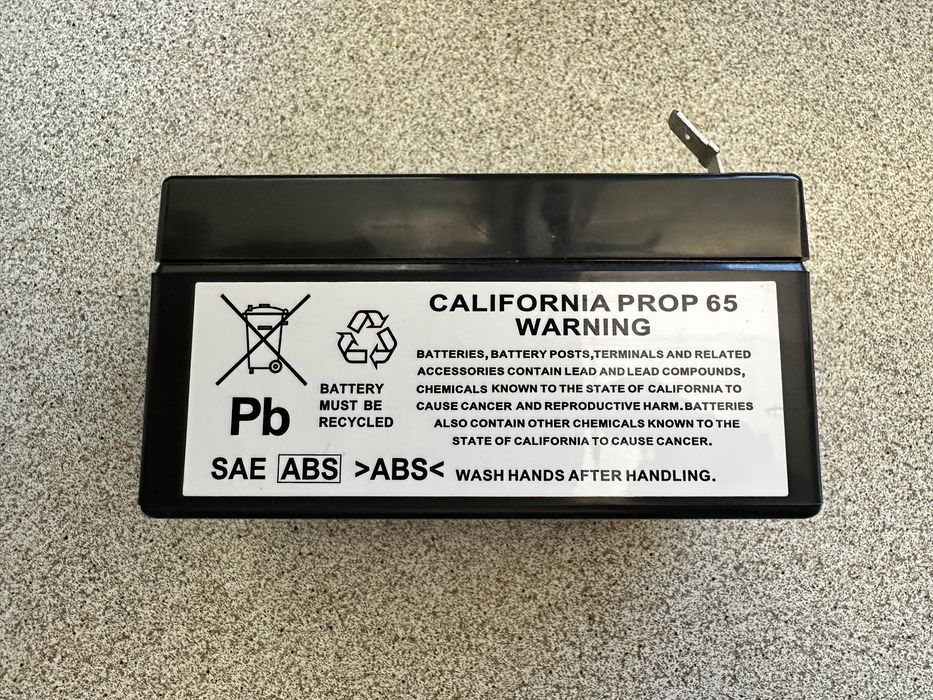 CALIFORNIA PROP 65
WARNING
BATTERIES, BATTERY POSTS,TERMINALS AND RELATED
ACCESSORIES CONTAIN LEAD AND LEAD COMPOUNDS,
CHEMICALS KNOWN TO THE STATE OF CALIFORNIA TO
CAUSE CANCER AND REPRODUCTIVE HARM.BATTERIES
ALSO CONTAIN OTHER CHEMICALS KNOWN TO THE
STATE OF CALIFORNIA TO CAUSE CANCER.
Pb
BATTERY
MUST BE
RECYCLED
SAE ABS >ABS< WASH HANDS AFTER HANDLING.